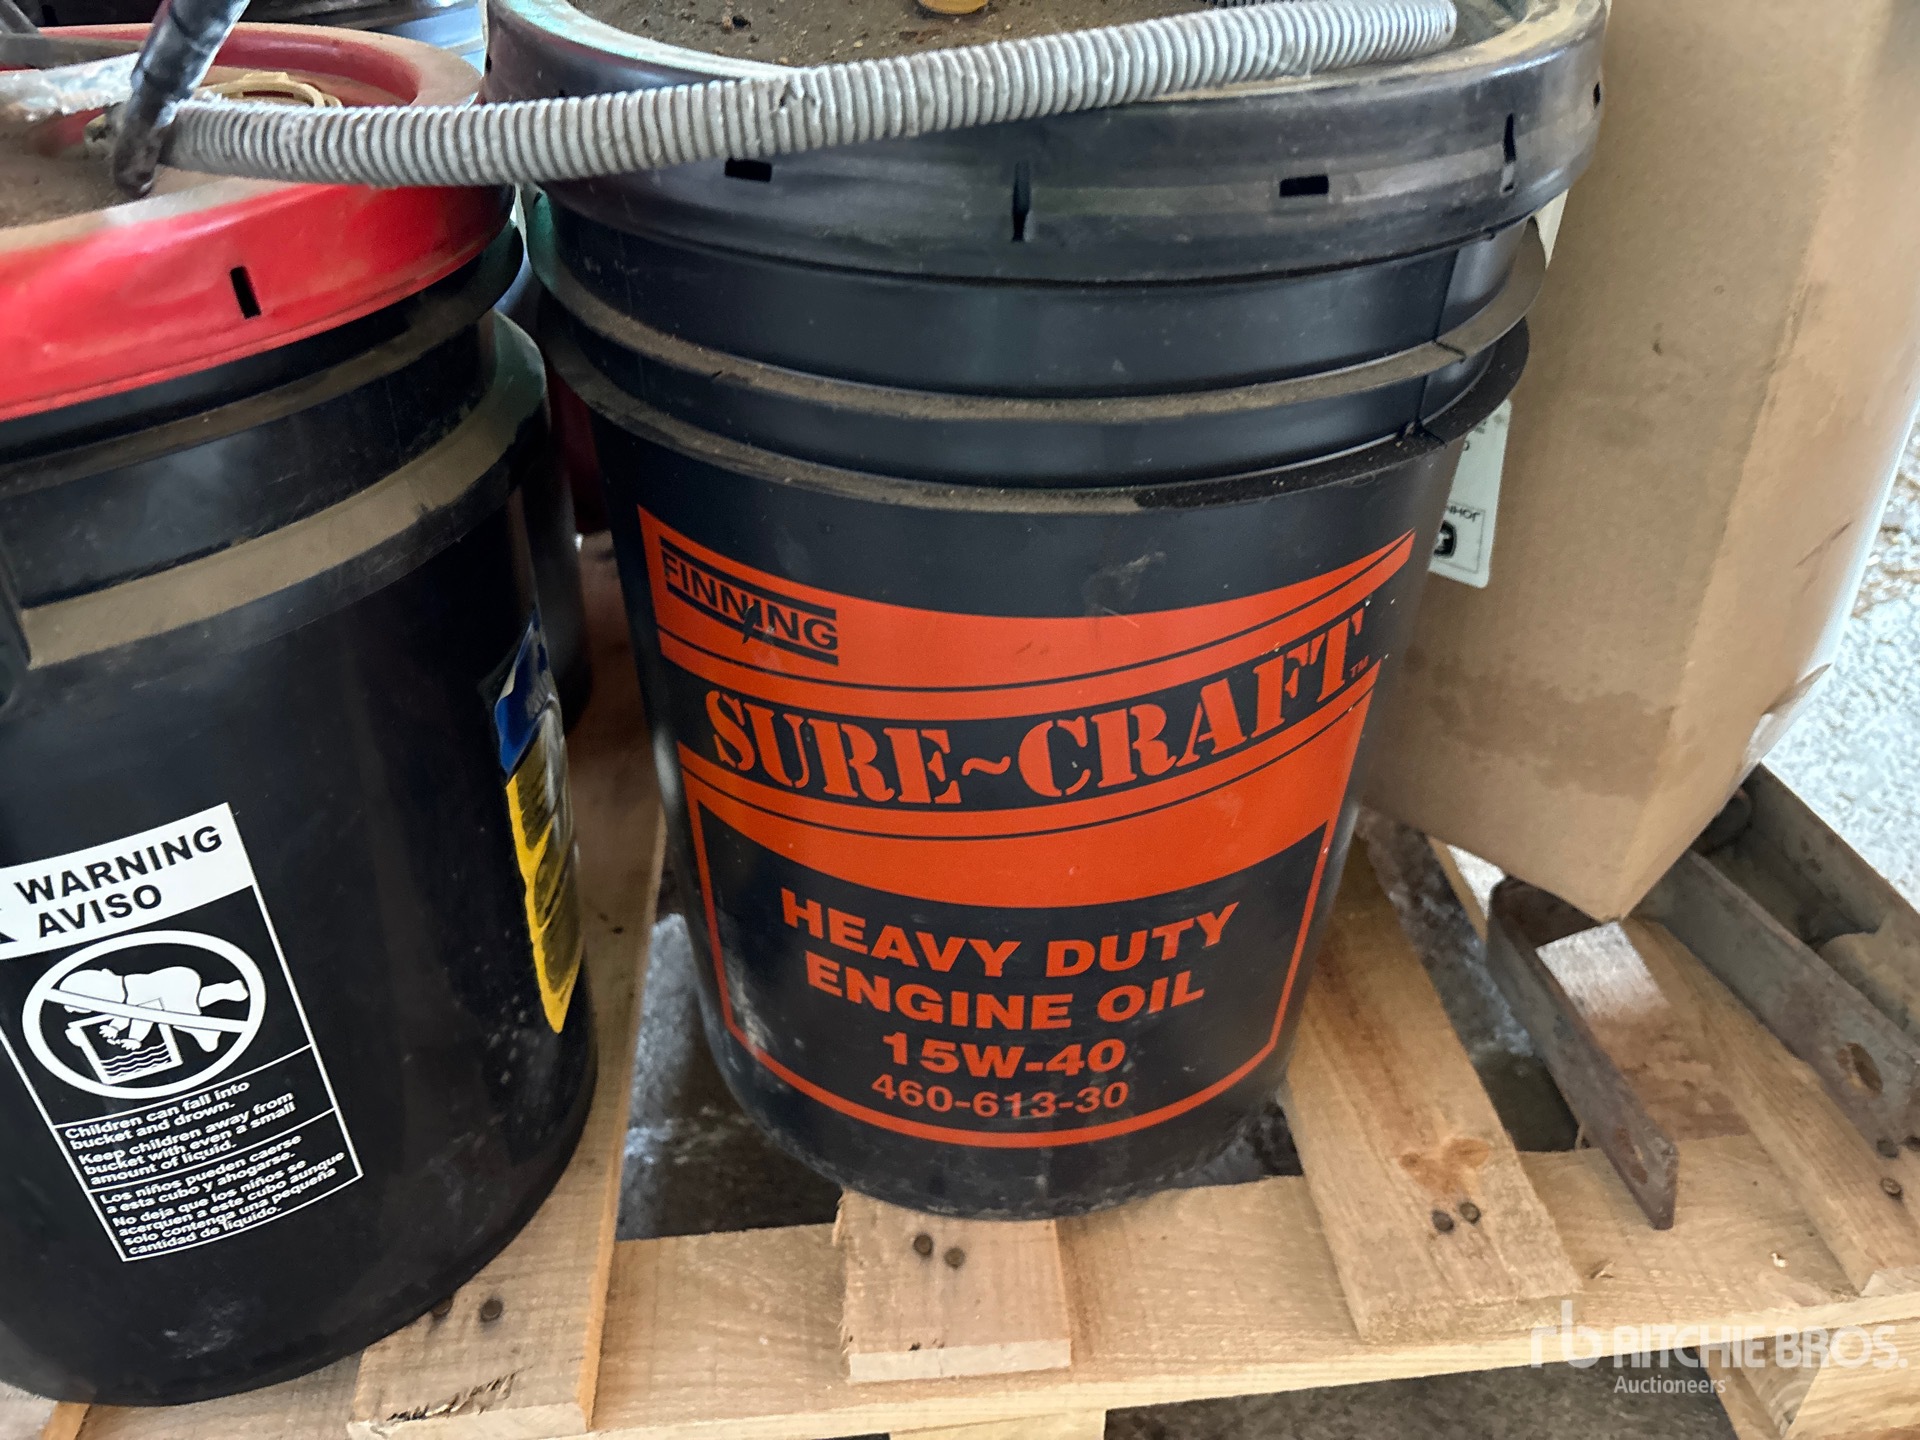 FINNING
SURE~CRAFT™
HEAVY DUTY
ENGINE OIL
15W-40
460-613-30
WARNING
AVISO
Children can fall into
bucket and drown.
Keep children away from
bucket with even a small
amount of liquid.
Los niños pueden caerse
a esta cubo y ahogarse.
No deja que los niños se
acerquen a este cubo aunque
solo contenga una pequeña
cantidad de líquido.
rb RITCHIE BROS.
Auctioneers